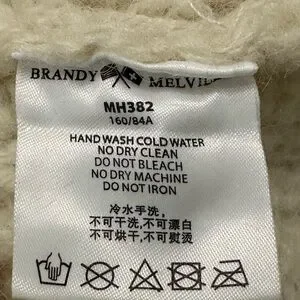 BRANDY MELVILLE
MH382
160/84A
HAND WASH COLD WATER
NO DRY CLEAN
DO NOT BLEACH
NO DRY MACHINE
DO NOT IRON
冷水手洗,
不可干洗,不可漂白
不可烘干,不可熨烫